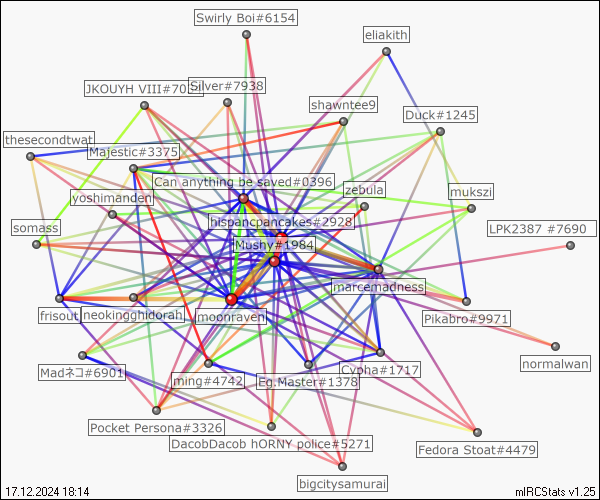 Swirly Boi#6154
eliakith
JKOUYH VIII#70
Silver#7938
shawntee9
Duck#1245
thesecondtwat
Majestic#3375
Can anything be saved#0396
zebula
yoshimanden
mukszi
somass
hispancpancakes#2928
LPK2387 #7690
Mushy#1984
marcemadness
frisout
neokingghidorah
moonraven
Pikabro#9971
normalwan
Madネコ#6901
ming#4742
Eg.Master#1378
Cypha#1717
Pocket Persona#3326
DacobDacob hORNY police#5271
Fedora Stoat#4479
bigcitysamurai
17.12.2024 18:14
mIRCStats v1.25